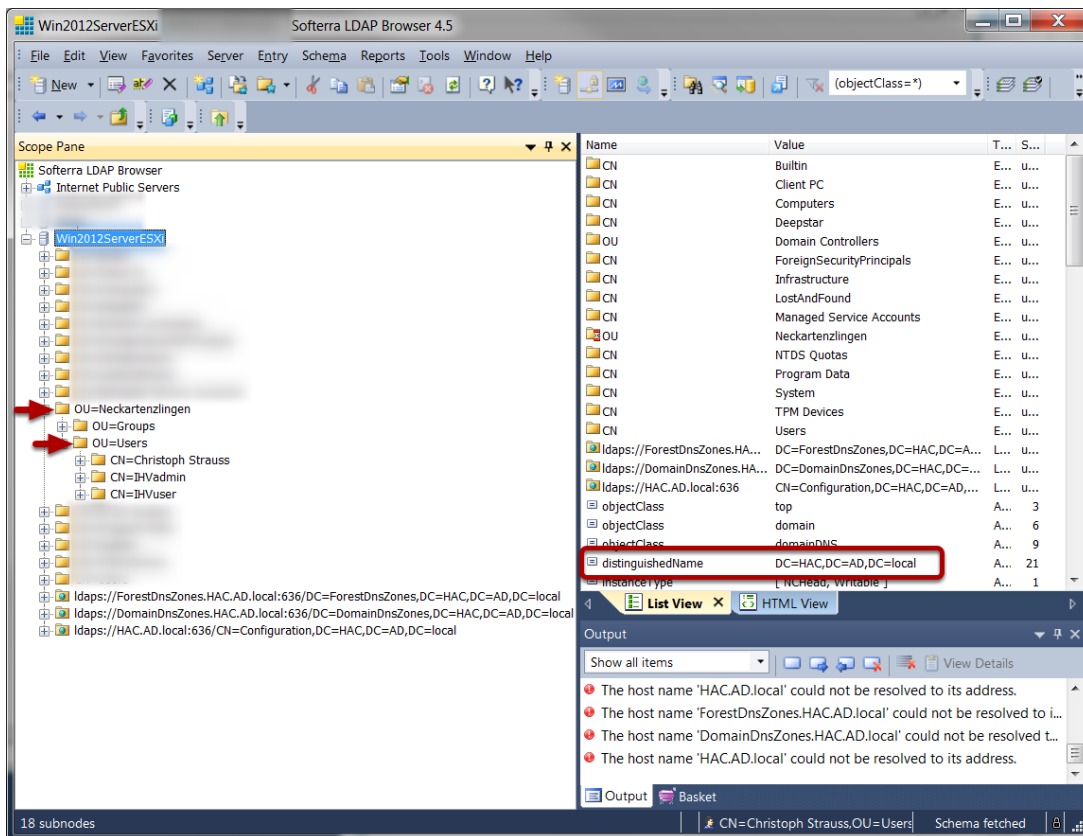 Win2012ServerESXi Softerra LDAP Browser 4.5
File Edit View Favorites Server Entry Schema Reports Tools Window Help
New (objectClass=*)
Scope Pane
Softerra LDAP Browser
Internet Public Servers
Win2012ServerESXi
OU=Neckartenzlingen
OU=Groups
OU=Users
CN=Christoph Strauss
CN=IHVadmin
CN=IHVuser
ldaps://ForestDnsZones.HAC.AD.local:636/DC=ForestDnsZones,DC=HAC,DC=AD,DC=local
ldaps://DomainDnsZones.HAC.AD.local:636/DC=DomainDnsZones,DC=HAC,DC=AD,DC=local
ldaps://HAC.AD.local:636/CN=Configuration,DC=HAC,DC=AD,DC=local
Name Value T... S...
CN Builtin E... u...
CN Client PC E... u...
CN Computers E... u...
CN Deepstar E... u...
OU Domain Controllers E... u...
CN ForeignSecurityPrincipals E... u...
CN Infrastructure E... u...
CN LostAndFound E... u...
CN Managed Service Accounts E... u...
OU Neckartenzlingen E... u...
CN NTDS Quotas E... u...
CN Program Data E... u...
CN System E... u...
CN TPM Devices E... u...
CN Users E... u...
ldaps://ForestDnsZones.HA... DC=ForestDnsZones,DC=HAC,DC=A... L... u...
ldaps://DomainDnsZones.HA... DC=DomainDnsZones,DC=HAC,DC=... L... u...
ldaps://HAC.AD.local:636 CN=Configuration,DC=HAC,DC=AD,... L... u...
objectClass top A... 3
objectClass domain A... 6
objectClass domainDNS A... 9
distinguishedName DC=HAC,DC=AD,DC=local A... 21
instanceType [ NCHead, Writable ] A... 1
List View X HTML View
Output
Show all items View Details
The host name 'HAC.AD.local' could not be resolved to its address.
The host name 'ForestDnsZones.HAC.AD.local' could not be resolved to i...
The host name 'DomainDnsZones.HAC.AD.local' could not be resolved t...
The host name 'HAC.AD.local' could not be resolved to its address.
Output Basket
18 subnodes CN=Christoph Strauss,OU=Users Schema fetched